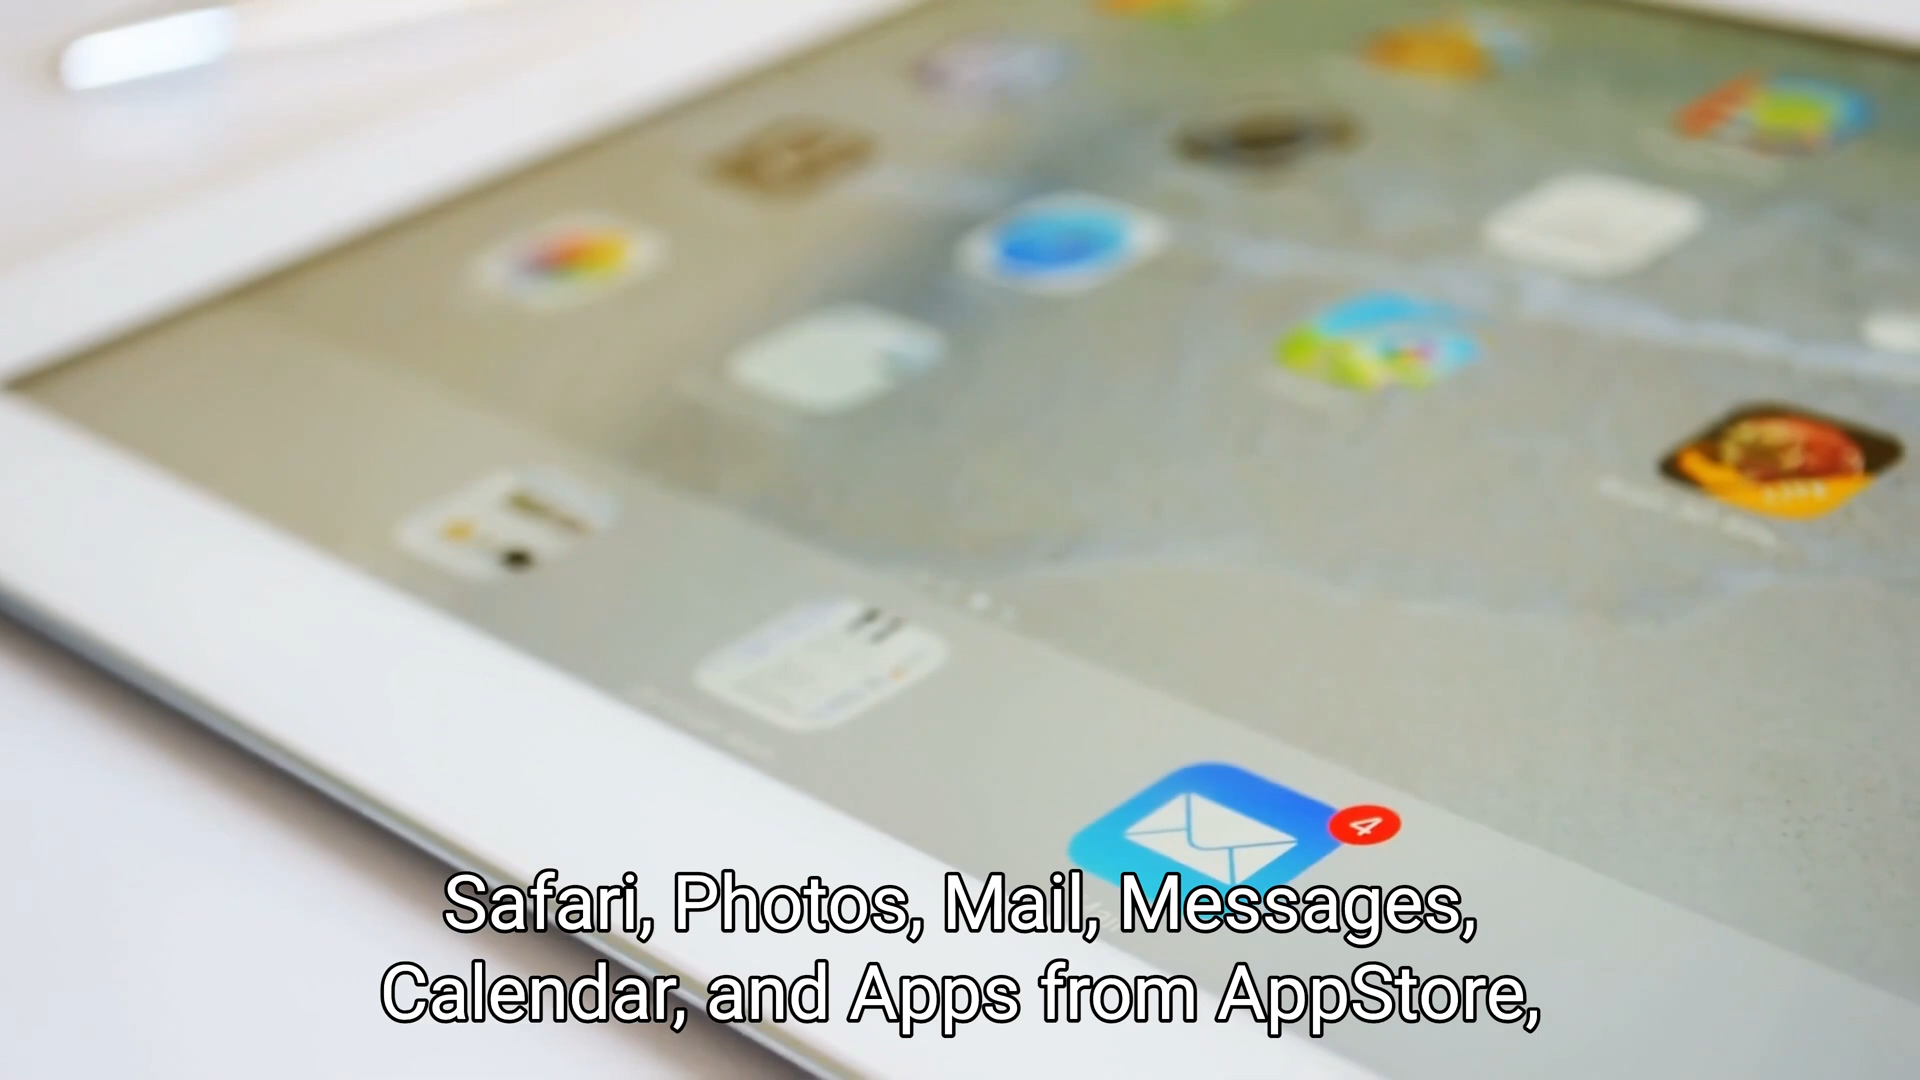 4
Safari, Photos, Mail, Messages,
Calendar, and Apps from AppStore,